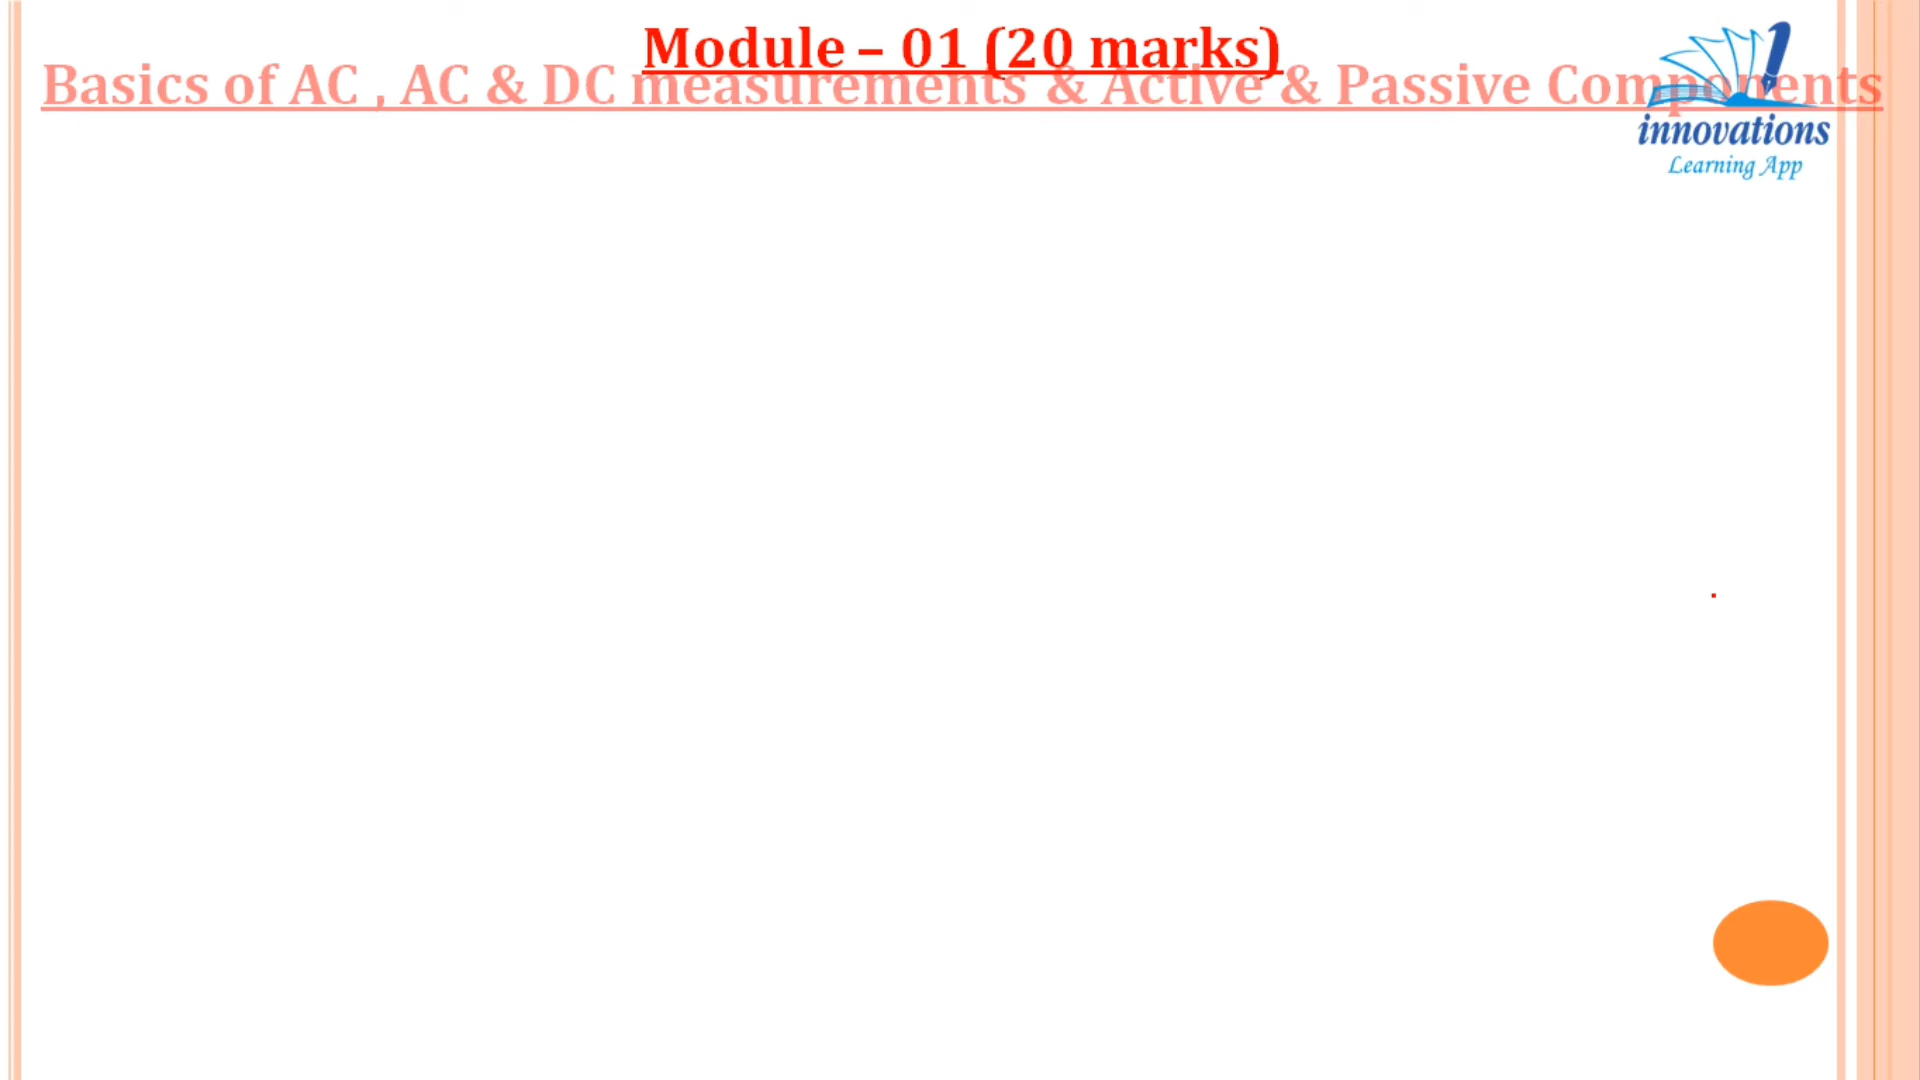 Module – 01 (20 marks)
Basics of AC , AC & DC measurements & Active & Passive Components
innovations
Learning App